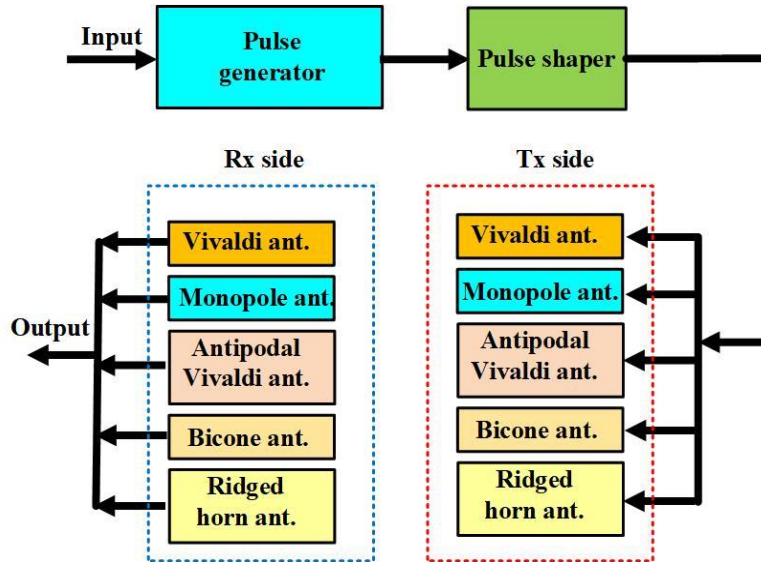 Input
Pulse
generator
Pulse shaper
Rx side
Tx side
Vivaldi ant.
Monopole ant.
Antipodal
Vivaldi ant.
Bicone ant.
Ridged
horn ant.
Output
Vivaldi ant.
Monopole ant.
Antipodal
Vivaldi ant.
Bicone ant.
Ridged
horn ant.